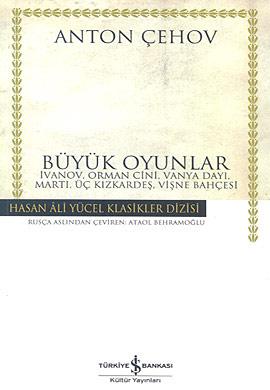 ANTON ÇEHOV
BÜYÜK OYUNLAR
İVANOV, ORMAN CİNİ, VANYA DAYI,
MARTI, ÜÇ KIZKARDEŞ, VİŞNE BAHÇESİ
HASAN ÂLİ YÜCEL KLASİKLER DİZİSİ
RUSÇA ASLINDAN ÇEVİREN: ATAOL BEHRAMOĞLU
TÜRKİYE İŞ BANKASI
Kültür Yayınları